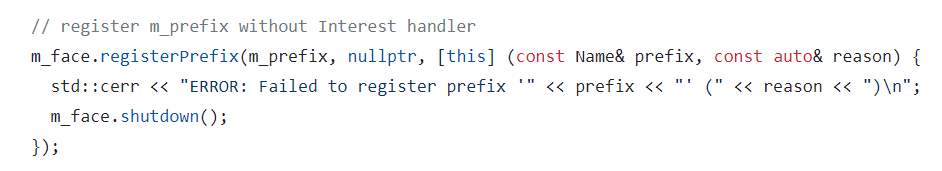 // register m_prefix without Interest handler
m_face.registerPrefix(m_prefix, nullptr, [this] (const Name& prefix, const auto& reason) {
  std::cerr << "ERROR: Failed to register prefix '" << prefix << "' (" << reason << ")\n";
  m_face.shutdown();
});